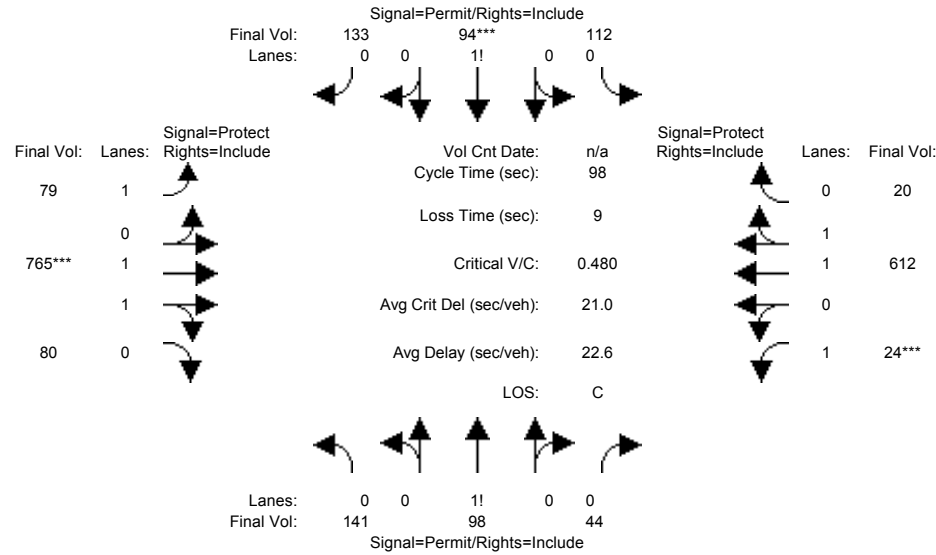 Signal=Permit/Rights=Include
Final Vol: 133 94*** 112
Lanes: 0 0 1! 0 0
Signal=Protect Signal=Protect
Final Vol: Lanes: Rights=Include Vol Cnt Date: n/a Rights=Include Lanes: Final Vol:
Cycle Time (sec): 98
79 1 0 20
Loss Time (sec): 9
0 1
765*** 1 Critical V/C: 0.480 1 612
1 Avg Crit Del (sec/veh): 21.0 0
80 0 Avg Delay (sec/veh): 22.6 1 24***
LOS: C
Lanes: 0 0 1! 0 0
Final Vol: 141 98 44
Signal=Permit/Rights=Include